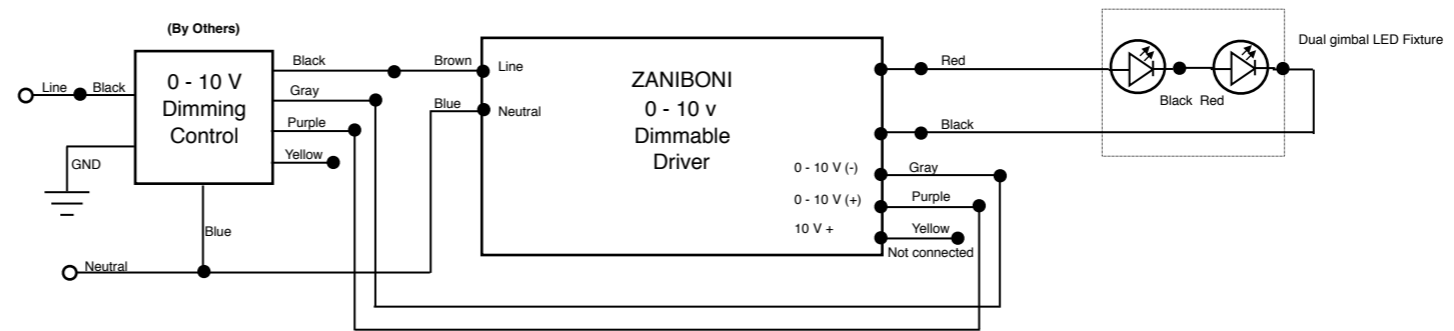 (By Others)
Line
Black
0 - 10 V
Dimming
Control
GND
Blue
Neutral
Black
Gray
Purple
Yellow
Brown
Blue
Line
Neutral
ZANIBONI
0 - 10 v
Dimmable
Driver
0 - 10 V (-)
0 - 10 V (+)
10 V +
Red
Black
Gray
Purple
Yellow
Not connected
Black Red
Dual gimbal LED Fixture